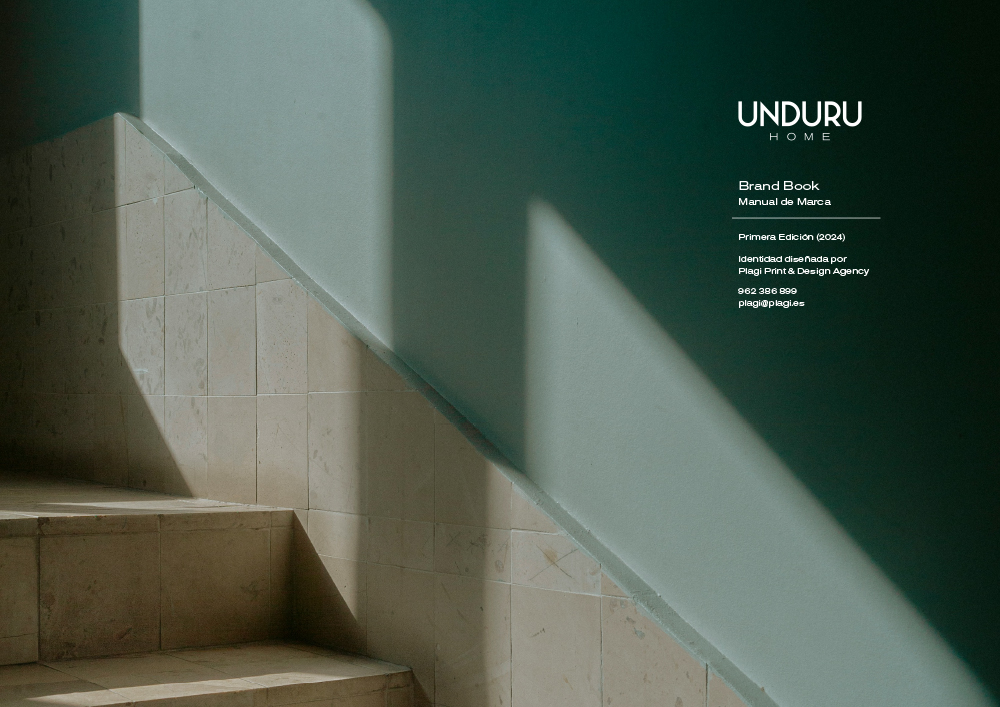 UNDURU
HOME
Brand Book
Manual de Marca
Primera Edición (2024)
Identidad diseñada por
Plagi Print & Design Agency
962 386 899
plagi@plagi.es